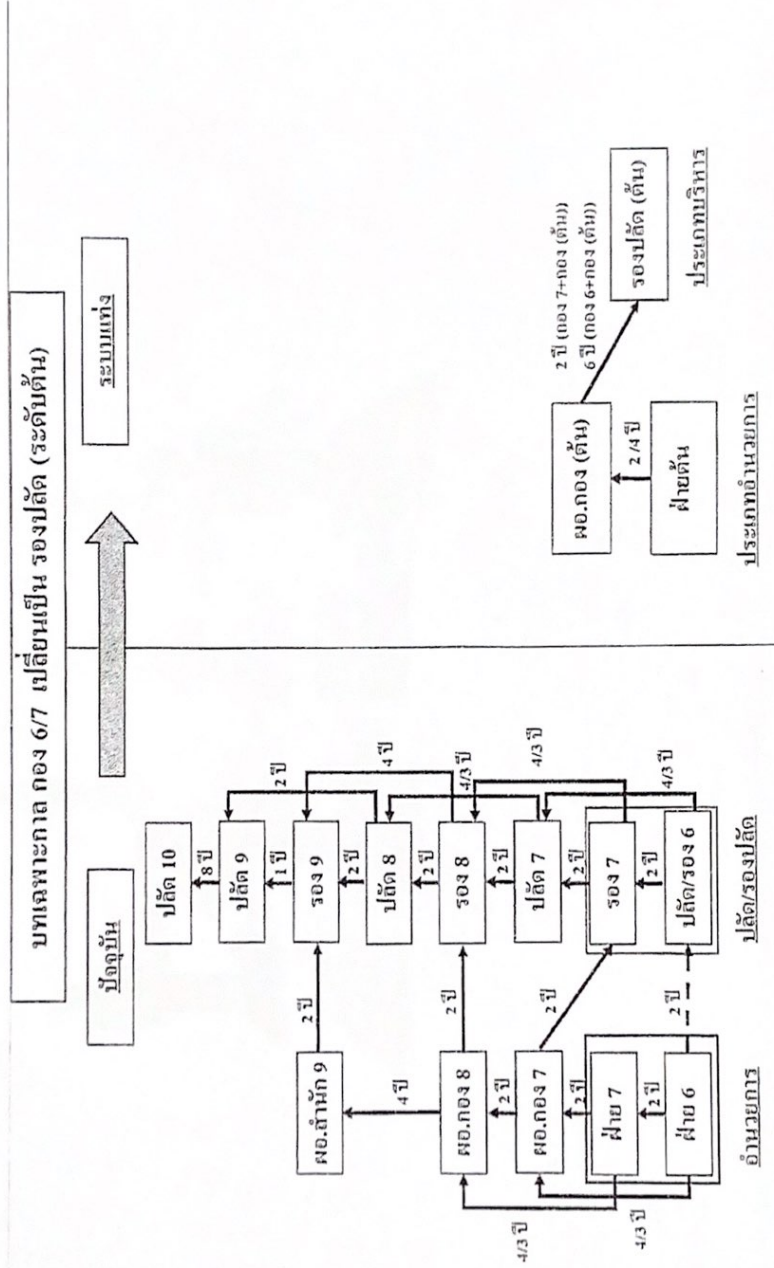 บทเฉพาะกาล กอง 6/7 เปลี่ยนเป็น รองปลัด (ระดับต้น)
ปัจจุบัน
ระบบแท่ง
ปลัด 10
8 ปี
ปลัด 9
2 ปี
1 ปี
ผอ.สำนัก 9
2 ปี
รอง 9
4 ปี
2 ปี
ปลัด 8
4 ปี
2 ปี
4/3 ปี
ผอ.กอง 8
2 ปี
รอง 8
2 ปี
2 ปี
4/3 ปี
ผอ.กอง 7
2 ปี
ปลัด 7
4/3 ปี
2 ปี
2 ปี
4/3 ปี
ฝ่าย 7
รอง 7
2 ปี
2 ปี
4/3 ปี
ฝ่าย 6
2 ปี
ปลัด/รอง 6
อำนวยการ
ปลัด/รองปลัด
2 ปี (กอง 7+กอง (ต้น))
6 ปี (กอง 6+กอง (ต้น))
ผอ.กอง (ต้น)
รองปลัด (ต้น)
2 /4 ปี
ฝ่ายต้น
ประเภทอำนวยการ
ประเภทบริหาร